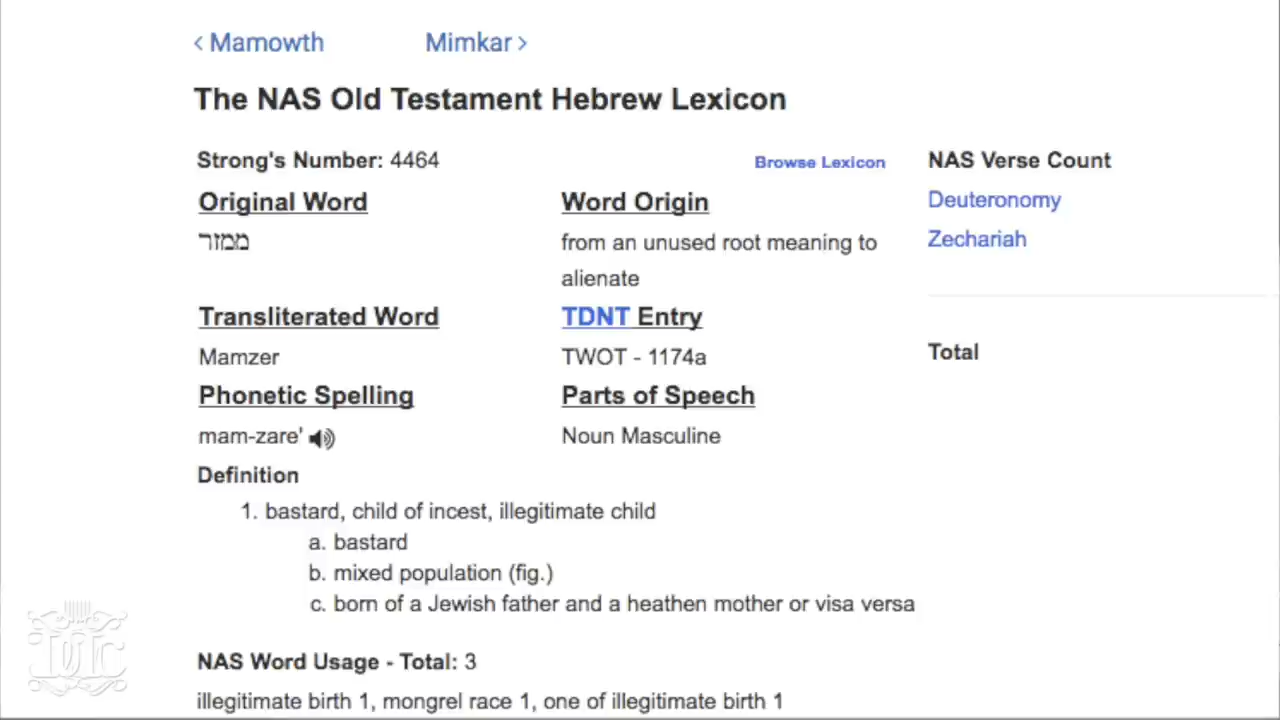 < Mamowth Mimkar >
The NAS Old Testament Hebrew Lexicon
Strong's Number: 4464 Browse Lexicon NAS Verse Count
Original Word Word Origin Deuteronomy
ממזר from an unused root meaning to Zechariah
alienate
Transliterated Word TDNT Entry
Total
Mamzer TWOT - 1174a
Phonetic Spelling Parts of Speech
mam-zare' Noun Masculine
Definition
1. bastard, child of incest, illegitimate child
a. bastard
b. mixed population (fig.)
c. born of a Jewish father and a heathen mother or visa versa
NAS Word Usage - Total: 3
illegitimate birth 1, mongrel race 1, one of illegitimate birth 1